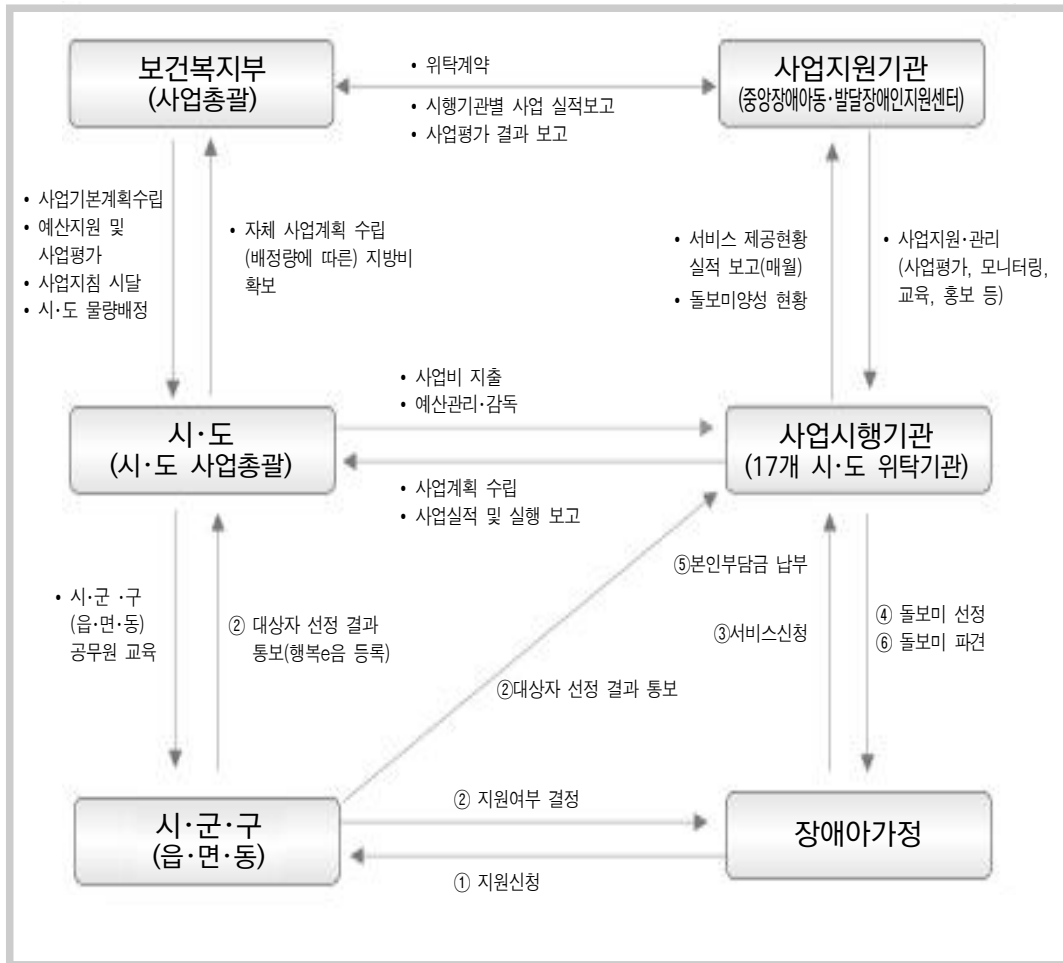 보건복지부
(사업총괄)
• 위탁계약
• 시행기관별 사업 실적보고
• 사업평가 결과 보고
사업지원기관
(중앙장애아동·발달장애인지원센터)
• 사업기본계획수립
• 예산지원 및
사업평가
• 사업지침 시달
• 시·도 물량배정
• 자체 사업계획 수립
(배정량에 따른) 지방비
확보
• 서비스 제공현황
실적 보고(매월)
• 돌보미양성 현황
• 사업지원·관리
(사업평가, 모니터링,
교육, 홍보 등)
시·도
(시·도 사업총괄)
• 사업비 지출
• 예산관리·감독
• 사업계획 수립
• 사업실적 및 실행 보고
사업시행기관
(17개 시·도 위탁기관)
• 시·군 ·구
(읍·면·동)
공무원 교육
② 대상자 선정 결과
통보(행복e음 등록)
②대상자 선정 결과 통보
⑤본인부담금 납부
③서비스신청
④ 돌보미 선정
⑥ 돌보미 파견
시·군·구
(읍·면·동)
② 지원여부 결정
① 지원신청
장애아가정